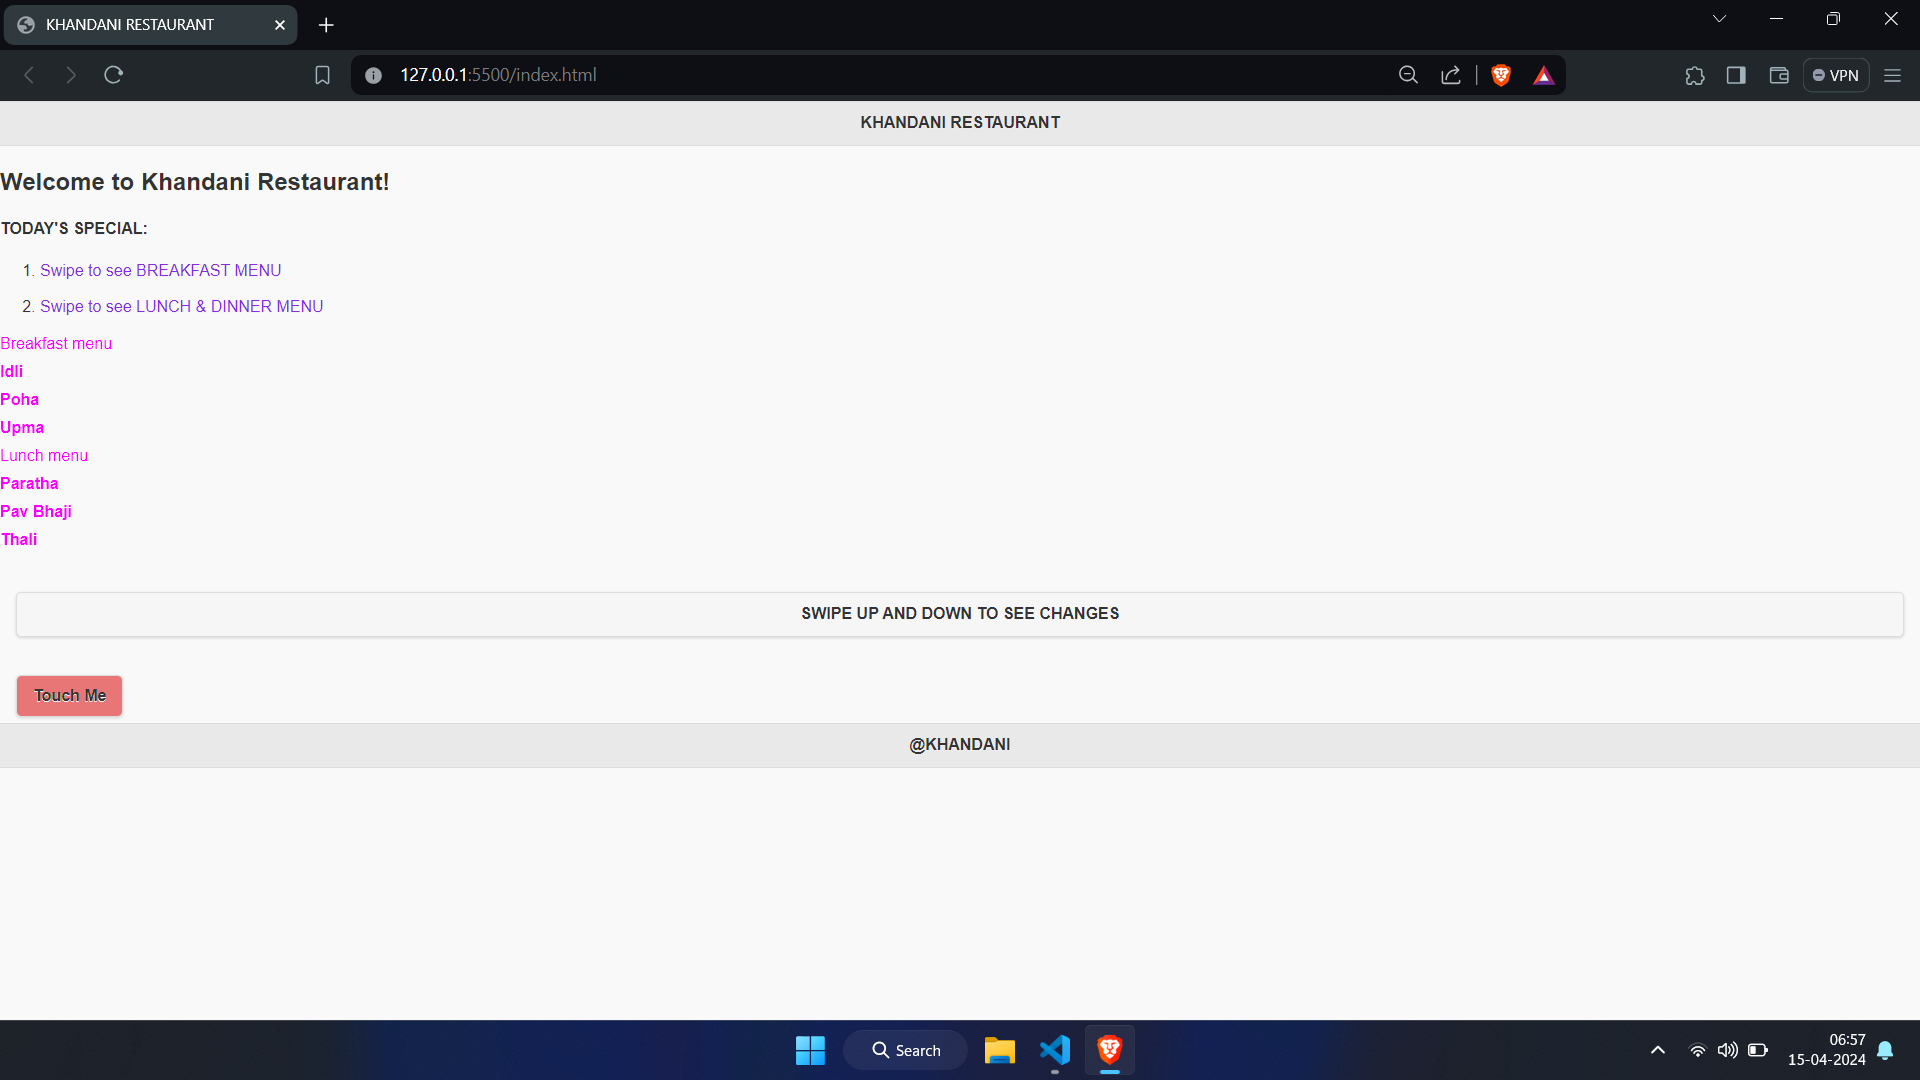 KHANDANI RESTAURANT
127.0.0.1:5500/index.html
VPN
KHANDANI RESTAURANT
Welcome to Khandani Restaurant!
TODAY'S SPECIAL:
1. Swipe to see BREAKFAST MENU
2. Swipe to see LUNCH & DINNER MENU
Breakfast menu
Idli
Poha
Upma
Lunch menu
Paratha
Pav Bhaji
Thali
SWIPE UP AND DOWN TO SEE CHANGES
Touch Me
@KHANDANI
Search
06:57
15-04-2024